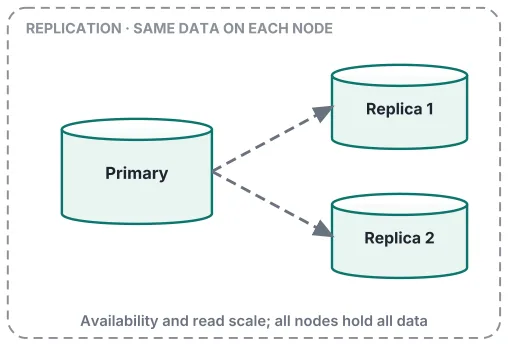 REPLICATION · SAME DATA ON EACH NODE
Replica 1
Primary
Replica 2
Availability and read scale; all nodes hold all data